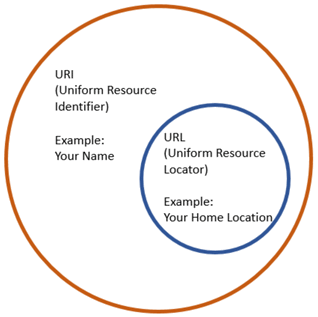 URI
(Uniform Resource
Identifier)
Example:
Your Name
URL
(Uniform Resource
Locator)
Example:
Your Home Location